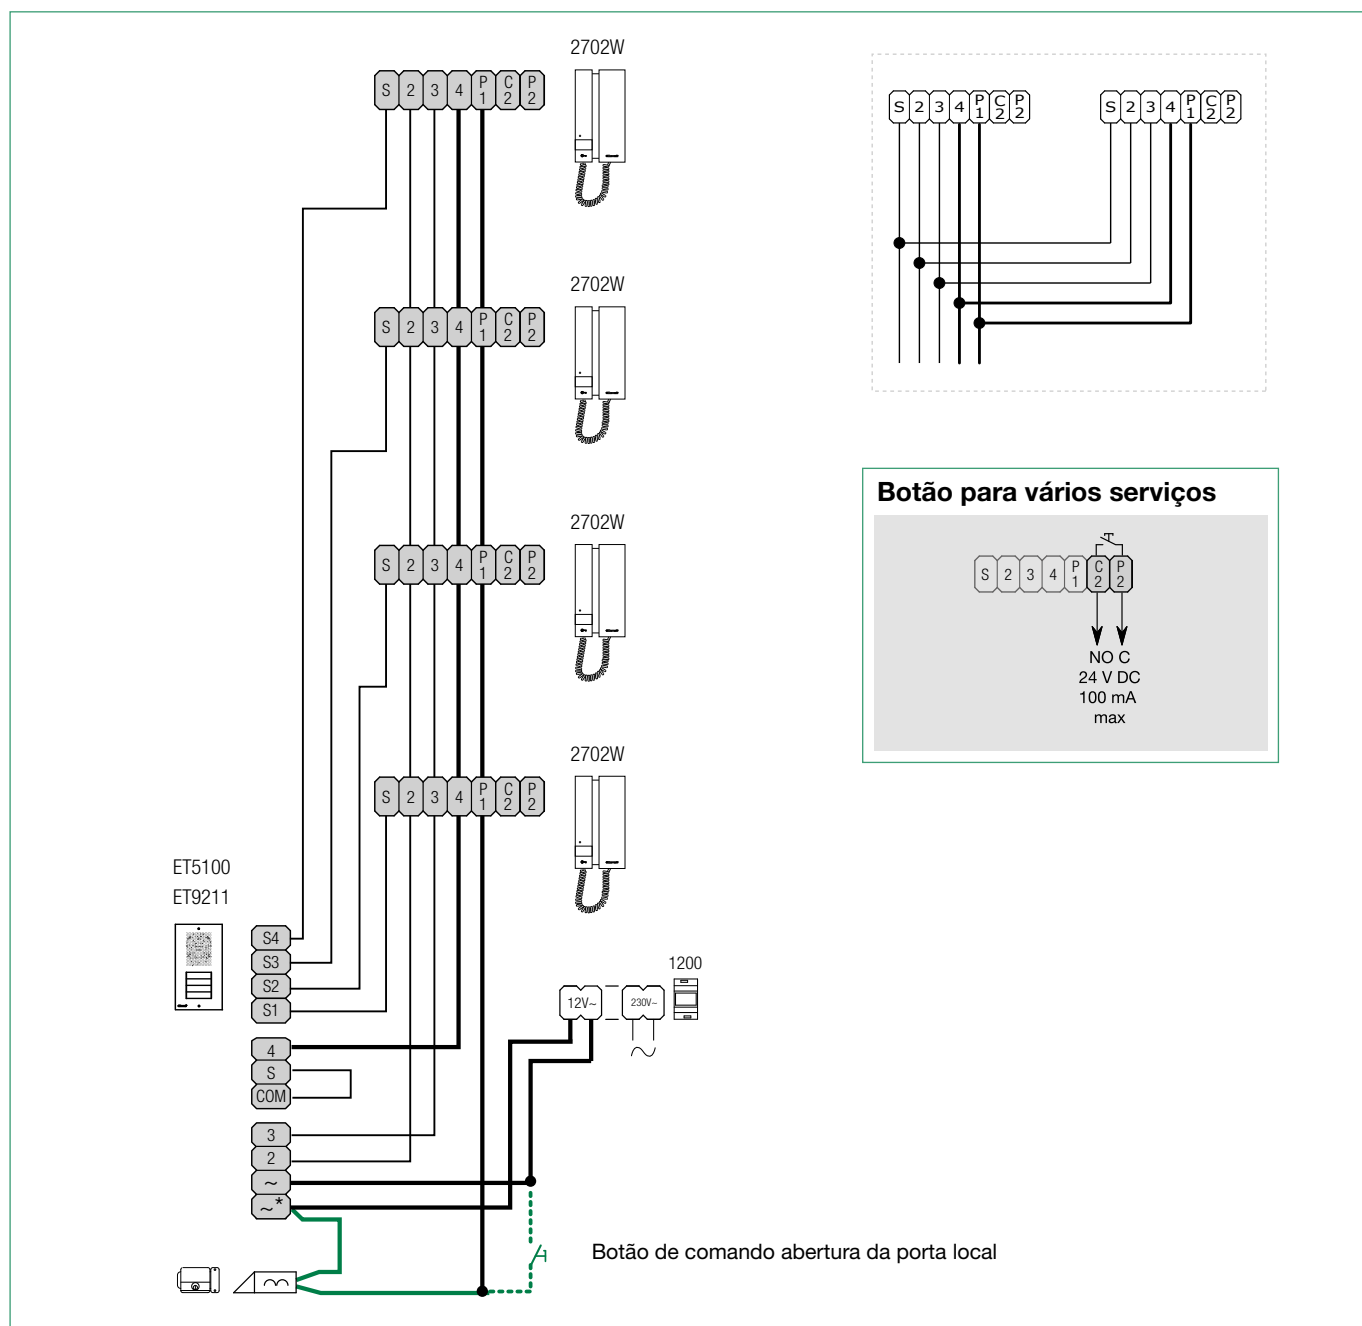 2702W
S 2 3 4 P1 C2 P2
S 2 3 4 P1 C2 P2 S 2 3 4 P1 C2 P2
2702W
S 2 3 4 P1 C2 P2
Botão para vários serviços
S 2 3 4 P1 C2 P2
NO C
24 V DC
100 mA
max
2702W
S 2 3 4 P1 C2 P2
2702W
S 2 3 4 P1 C2 P2
ET5100
ET9211
S4
S3
S2
S1
1200
12V~ 230V~
4
S
COM
3
2
~
~*
Botão de comando abertura da porta local